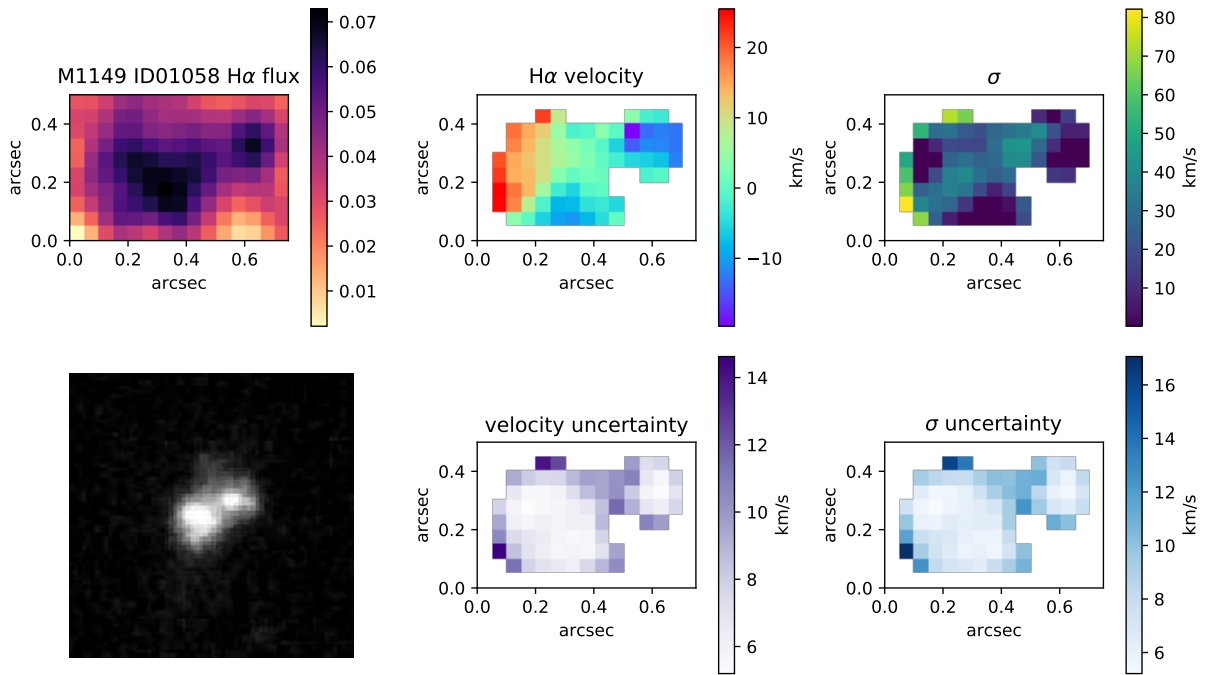 M1149 ID01058 Hα flux
0.4
0.2
0.0
0.0 0.2 0.4 0.6
arcsec
arcsec
0.07
0.06
0.05
0.04
0.03
0.02
0.01
Hα velocity
0.4
0.2
0.0
0.0 0.2 0.4 0.6
arcsec
arcsec
20
10
0
−10
km/s
σ
0.4
0.2
0.0
0.0 0.2 0.4 0.6
arcsec
arcsec
80
70
60
50
40
30
20
10
km/s
velocity uncertainty
0.4
0.2
0.0
0.0 0.2 0.4 0.6
arcsec
arcsec
14
12
10
8
6
km/s
σ uncertainty
0.4
0.2
0.0
0.0 0.2 0.4 0.6
arcsec
arcsec
16
14
12
10
8
6
km/s